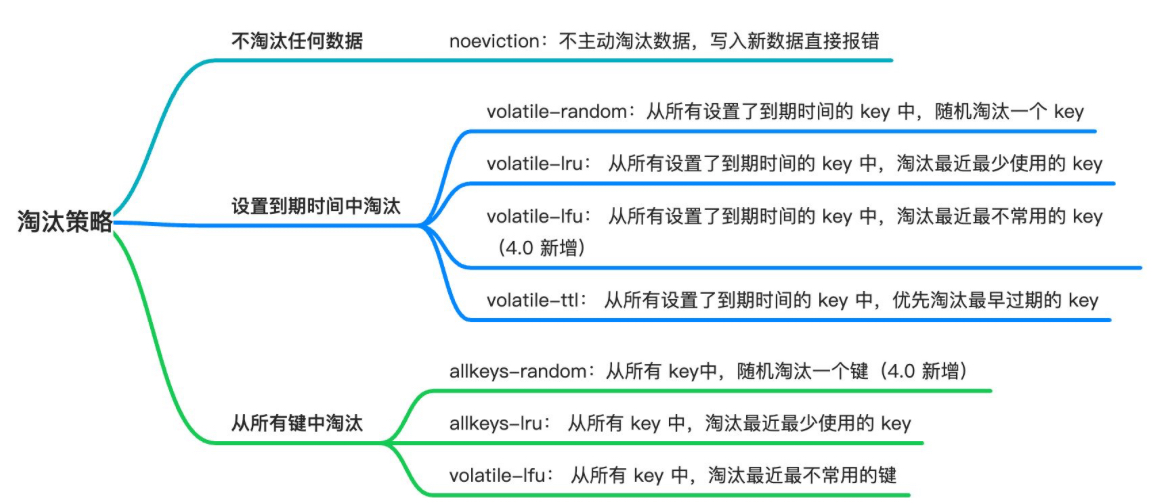 不淘汰任何数据
noeviction：不主动淘汰数据，写入新数据直接报错
volatile-random：从所有设置了到期时间的 key 中，随机淘汰一个 key
volatile-lru： 从所有设置了到期时间的 key 中，淘汰最近最少使用的 key
设置到期时间中淘汰
淘汰策略
volatile-lfu： 从所有设置了到期时间的 key 中，淘汰最近最不常用的 key
（4.0 新增）
volatile-ttl： 从所有设置了到期时间的 key 中，优先淘汰最早过期的 key
allkeys-random：从所有 key中，随机淘汰一个键（4.0 新增）
从所有键中淘汰
allkeys-lru： 从所有 key 中，淘汰最近最少使用的 key
volatile-lfu： 从所有 key 中，淘汰最近最不常用的键